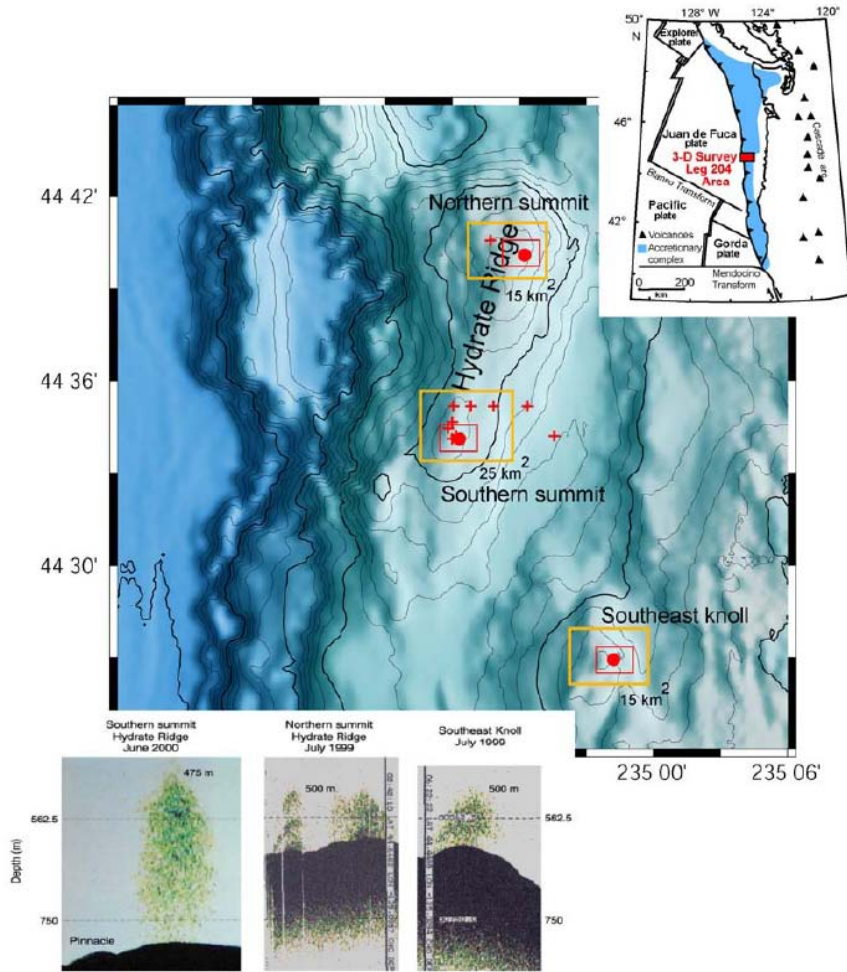 128° W
124°
120°
50°
N
46°
42°
Explorer
plate
Juan de Fuca
plate
3-D Survey
Leg 204
Area
Blanco Transform
Pacific
plate
Gorda
plate
Volcanoes
Accretionary
complex
0 200
km
Mendocino
Transform
Cascade arc
44 42'
44 36'
44 30'
Northern summit
Hydrate Ridge
15 km2
25 km2
Southern summit
Southeast knoll
15 km2
235 00'
235 06'
Southern summit
Hydrate Ridge
June 2000
Northern summit
Hydrate Ridge
July 1999
Southeast Knoll
July 1999
475 m
500 m
500 m
562.5
750
562.5
750
Depth (m)
Pinnacle